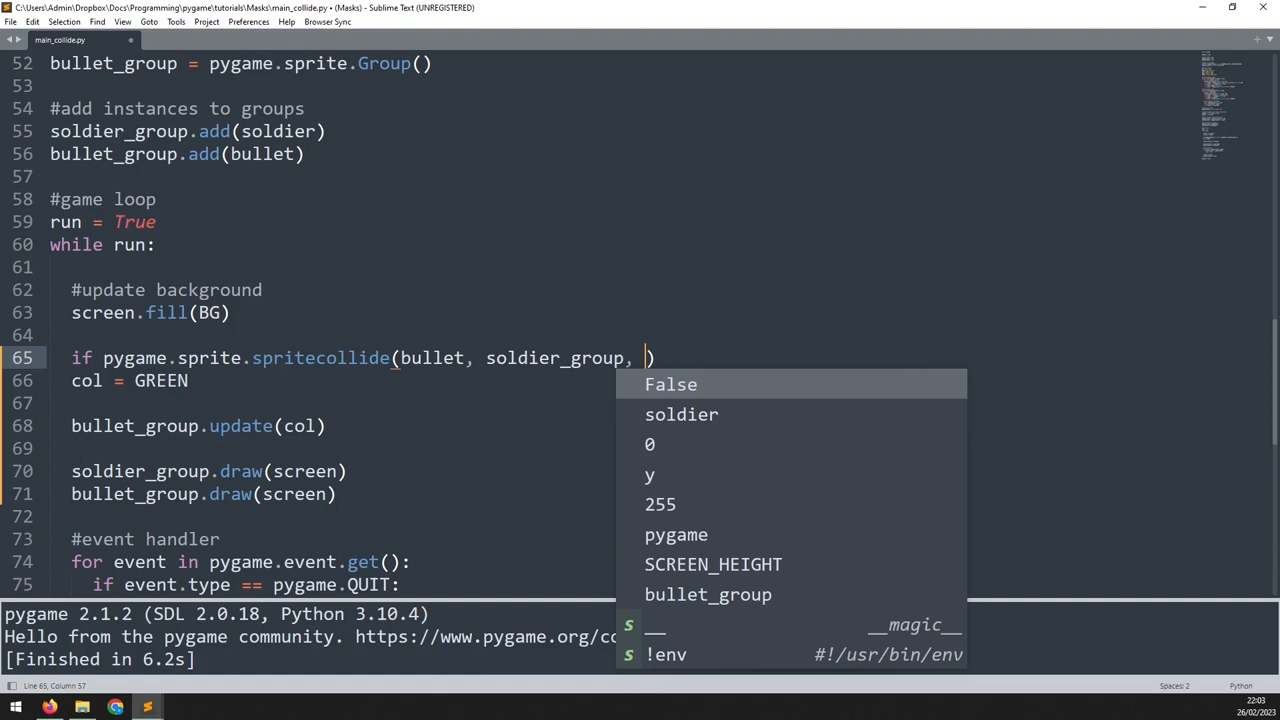 C:\Users\Admin\Dropbox\Docs\Programming\pygame\tutorials\Masks\main_collide.py • (Masks) - Sublime Text (UNREGISTERED)
File Edit Selection Find View Goto Tools Project Preferences Help Browser Sync
main_collide.py
52 bullet_group = pygame.sprite.Group()
53
54 #add instances to groups
55 soldier_group.add(soldier)
56 bullet_group.add(bullet)
57
58 #game loop
59 run = True
60 while run:
61
62 #update background
63 screen.fill(BG)
64
65 if pygame.sprite.spritecollide(bullet, soldier_group, )
66 col = GREEN
67
68 bullet_group.update(col)
69
70 soldier_group.draw(screen)
71 bullet_group.draw(screen)
72
73 #event handler
74 for event in pygame.event.get():
75 if event.type == pygame.QUIT:
False
soldier
0
y
255
pygame
SCREEN_HEIGHT
bullet_group
s __ __magic__
s !env #!/usr/bin/env
pygame 2.1.2 (SDL 2.0.18, Python 3.10.4)
Hello from the pygame community. https://www.pygame.org/co
[Finished in 6.2s]
Line 65, Column 57 Spaces: 2 Python
22:03
26/02/2023